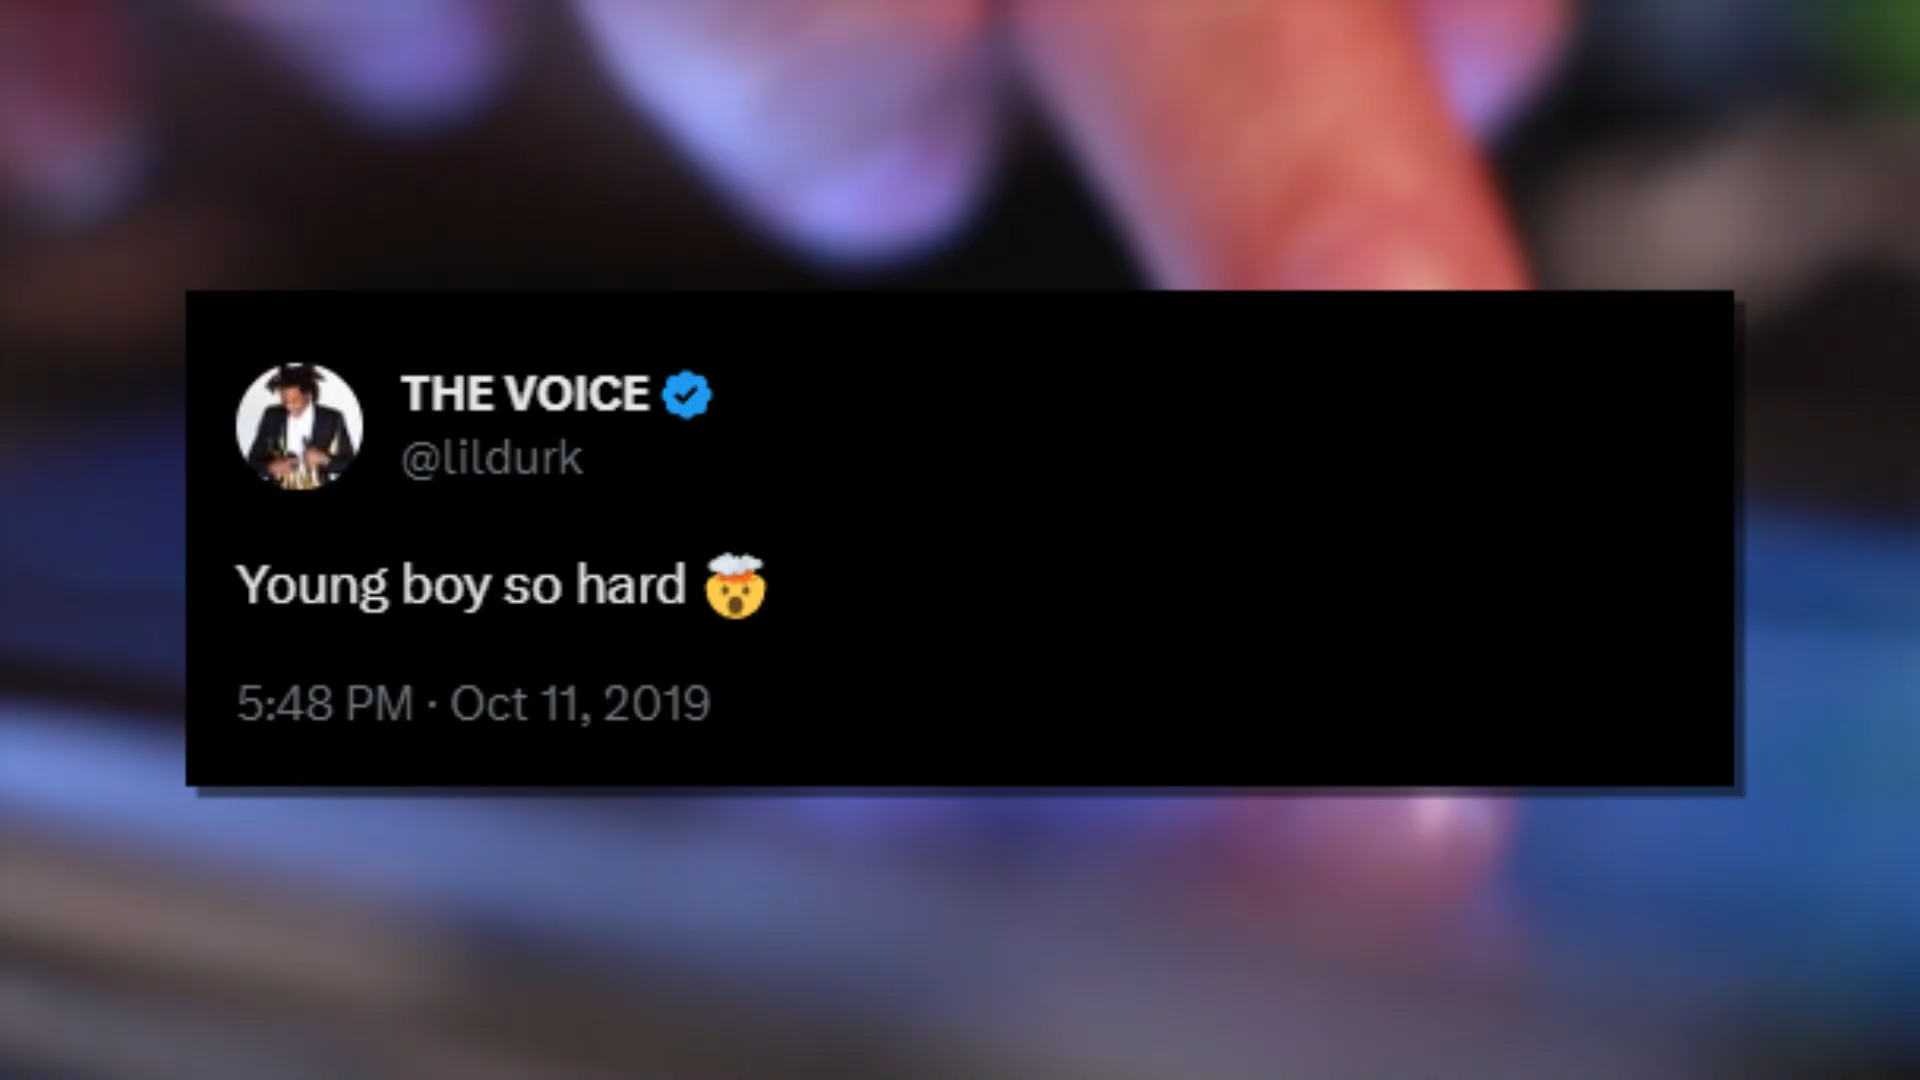 THE VOICE
@lildurk
Young boy so hard 🤯
5:48 PM · Oct 11, 2019